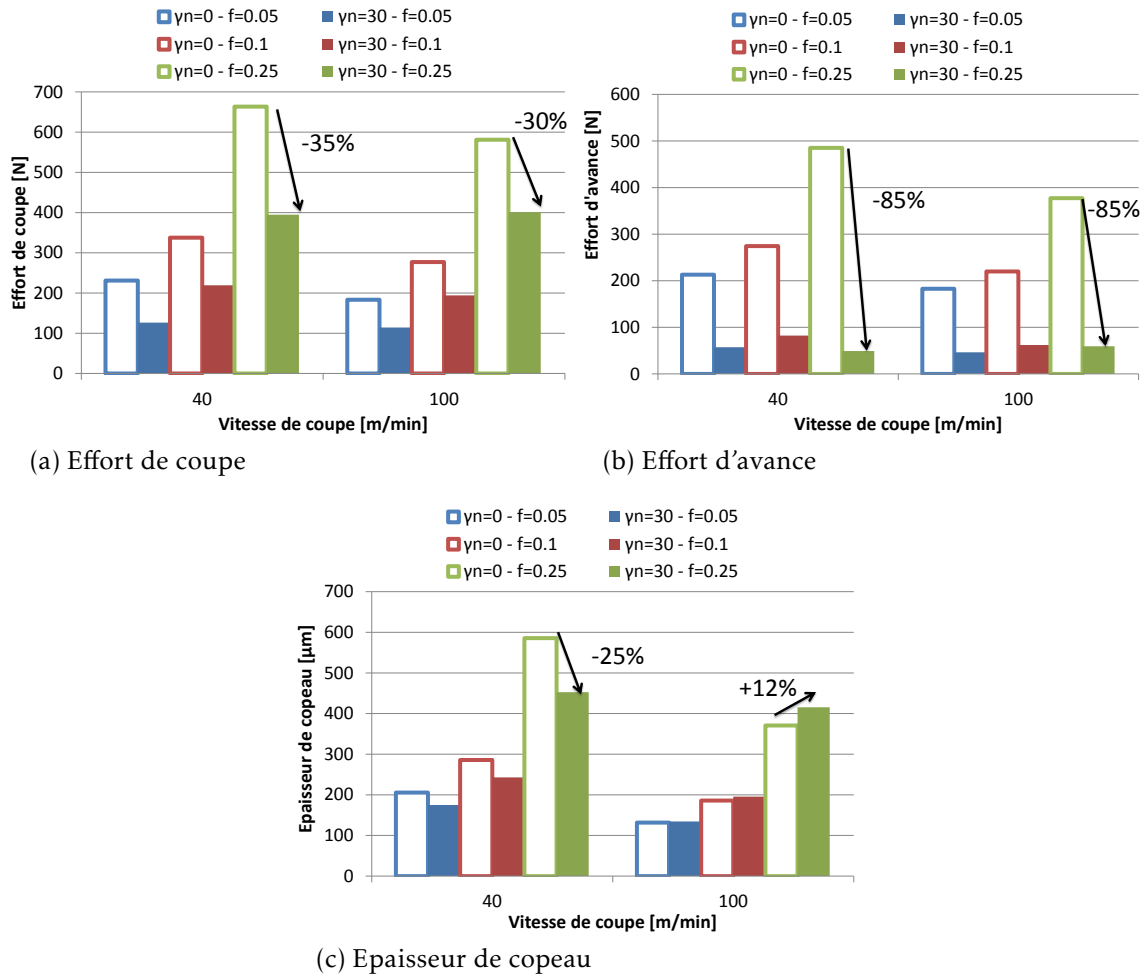 γn=0 - f=0.05 γn=30 - f=0.05
γn=0 - f=0.1 γn=30 - f=0.1
γn=0 - f=0.25 γn=30 - f=0.25
700
600
500
400
300
200
100
0
Effort de coupe [N]
-35%
-30%
40 100
Vitesse de coupe [m/min]
(a) Effort de coupe
γn=0 - f=0.05 γn=30 - f=0.05
γn=0 - f=0.1 γn=30 - f=0.1
γn=0 - f=0.25 γn=30 - f=0.25
600
500
400
300
200
100
0
Effort d'avance [N]
-85%
-85%
40 100
Vitesse de coupe [m/min]
(b) Effort d’avance
γn=0 - f=0.05 γn=30 - f=0.05
γn=0 - f=0.1 γn=30 - f=0.1
γn=0 - f=0.25 γn=30 - f=0.25
700
600
500
400
300
200
100
0
Epaisseur de copeau [µm]
-25%
+12%
40 100
Vitesse de coupe [m/min]
(c) Epaisseur de copeau